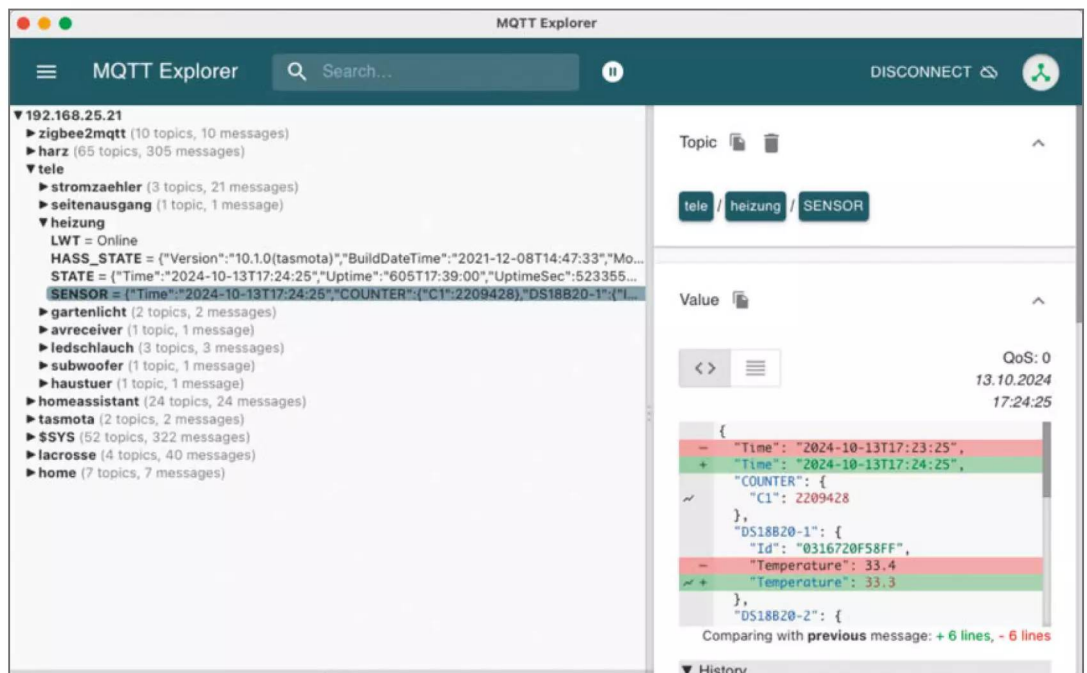 MQTT Explorer
MQTT Explorer
Search...
DISCONNECT
▼192.168.25.21
▶zigbee2mqtt (10 topics, 10 messages)
▶harz (65 topics, 305 messages)
▼tele
▶stromzaehler (3 topics, 21 messages)
▶seitenausgang (1 topic, 1 message)
▼heizung
LWT = Online
HASS_STATE = {"Version":"10.1.0(tasmota)","BuildDateTime":"2021-12-08T14:47:33","Mo...
STATE = {"Time":"2024-10-13T17:24:25","Uptime":"605T17:39:00","UptimeSec":523355...
SENSOR = {"Time":"2024-10-13T17:24:25","COUNTER":{"C1":2209428},"DS18B20-1":{"I...
▶gartenlicht (2 topics, 2 messages)
▶avreceiver (1 topic, 1 message)
▶ledschlauch (3 topics, 3 messages)
▶subwoofer (1 topic, 1 message)
▶haustuer (1 topic, 1 message)
▶homeassistant (24 topics, 24 messages)
▶tasmota (2 topics, 2 messages)
▶$SYS (52 topics, 322 messages)
▶lacrosse (4 topics, 40 messages)
▶home (7 topics, 7 messages)
Topic
tele / heizung / SENSOR
Value
QoS: 0
13.10.2024
17:24:25
{
- "Time": "2024-10-13T17:23:25",
+ "Time": "2024-10-13T17:24:25",
"COUNTER": {
"C1": 2209428
},
"DS18B20-1": {
"Id": "0316720F58FF",
- "Temperature": 33.4
+ "Temperature": 33.3
},
"DS18B20-2": {
Comparing with previous message: + 6 lines, - 6 lines
▼ History